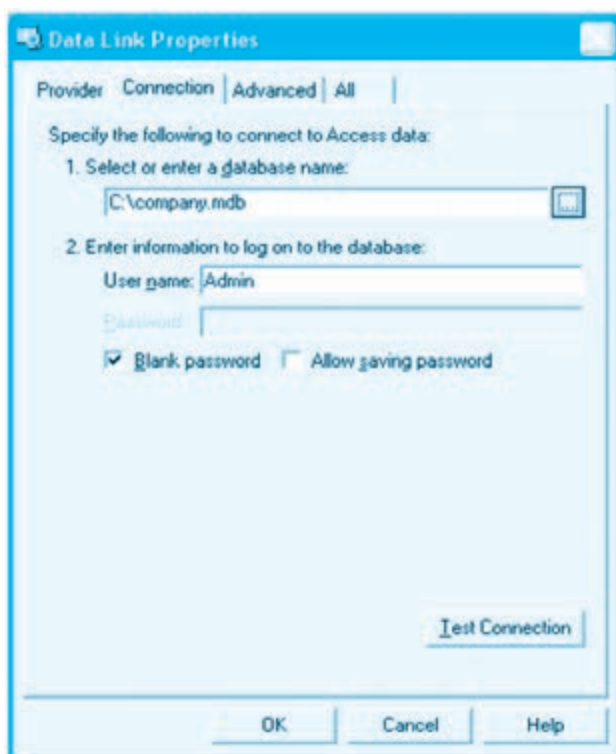 Data Link Properties
Provider Connection Advanced All
Specify the following to connect to Access data:
1. Select or enter a database name:
C:\company.mdb ...
2. Enter information to log on to the database:
User name: Admin
Password:
Blank password Allow saving password
Test Connection
OK Cancel Help